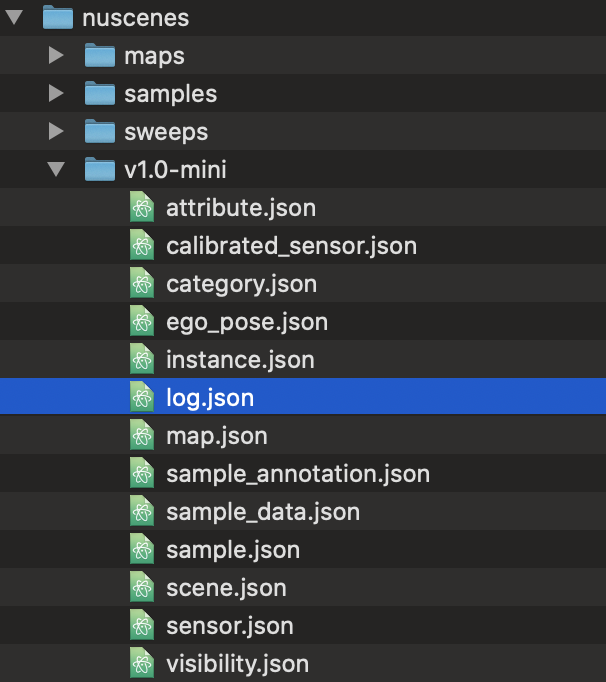 nuscenes
maps
samples
sweeps
v1.0-mini
attribute.json
calibrated_sensor.json
category.json
ego_pose.json
instance.json
log.json
map.json
sample_annotation.json
sample_data.json
sample.json
scene.json
sensor.json
visibility.json